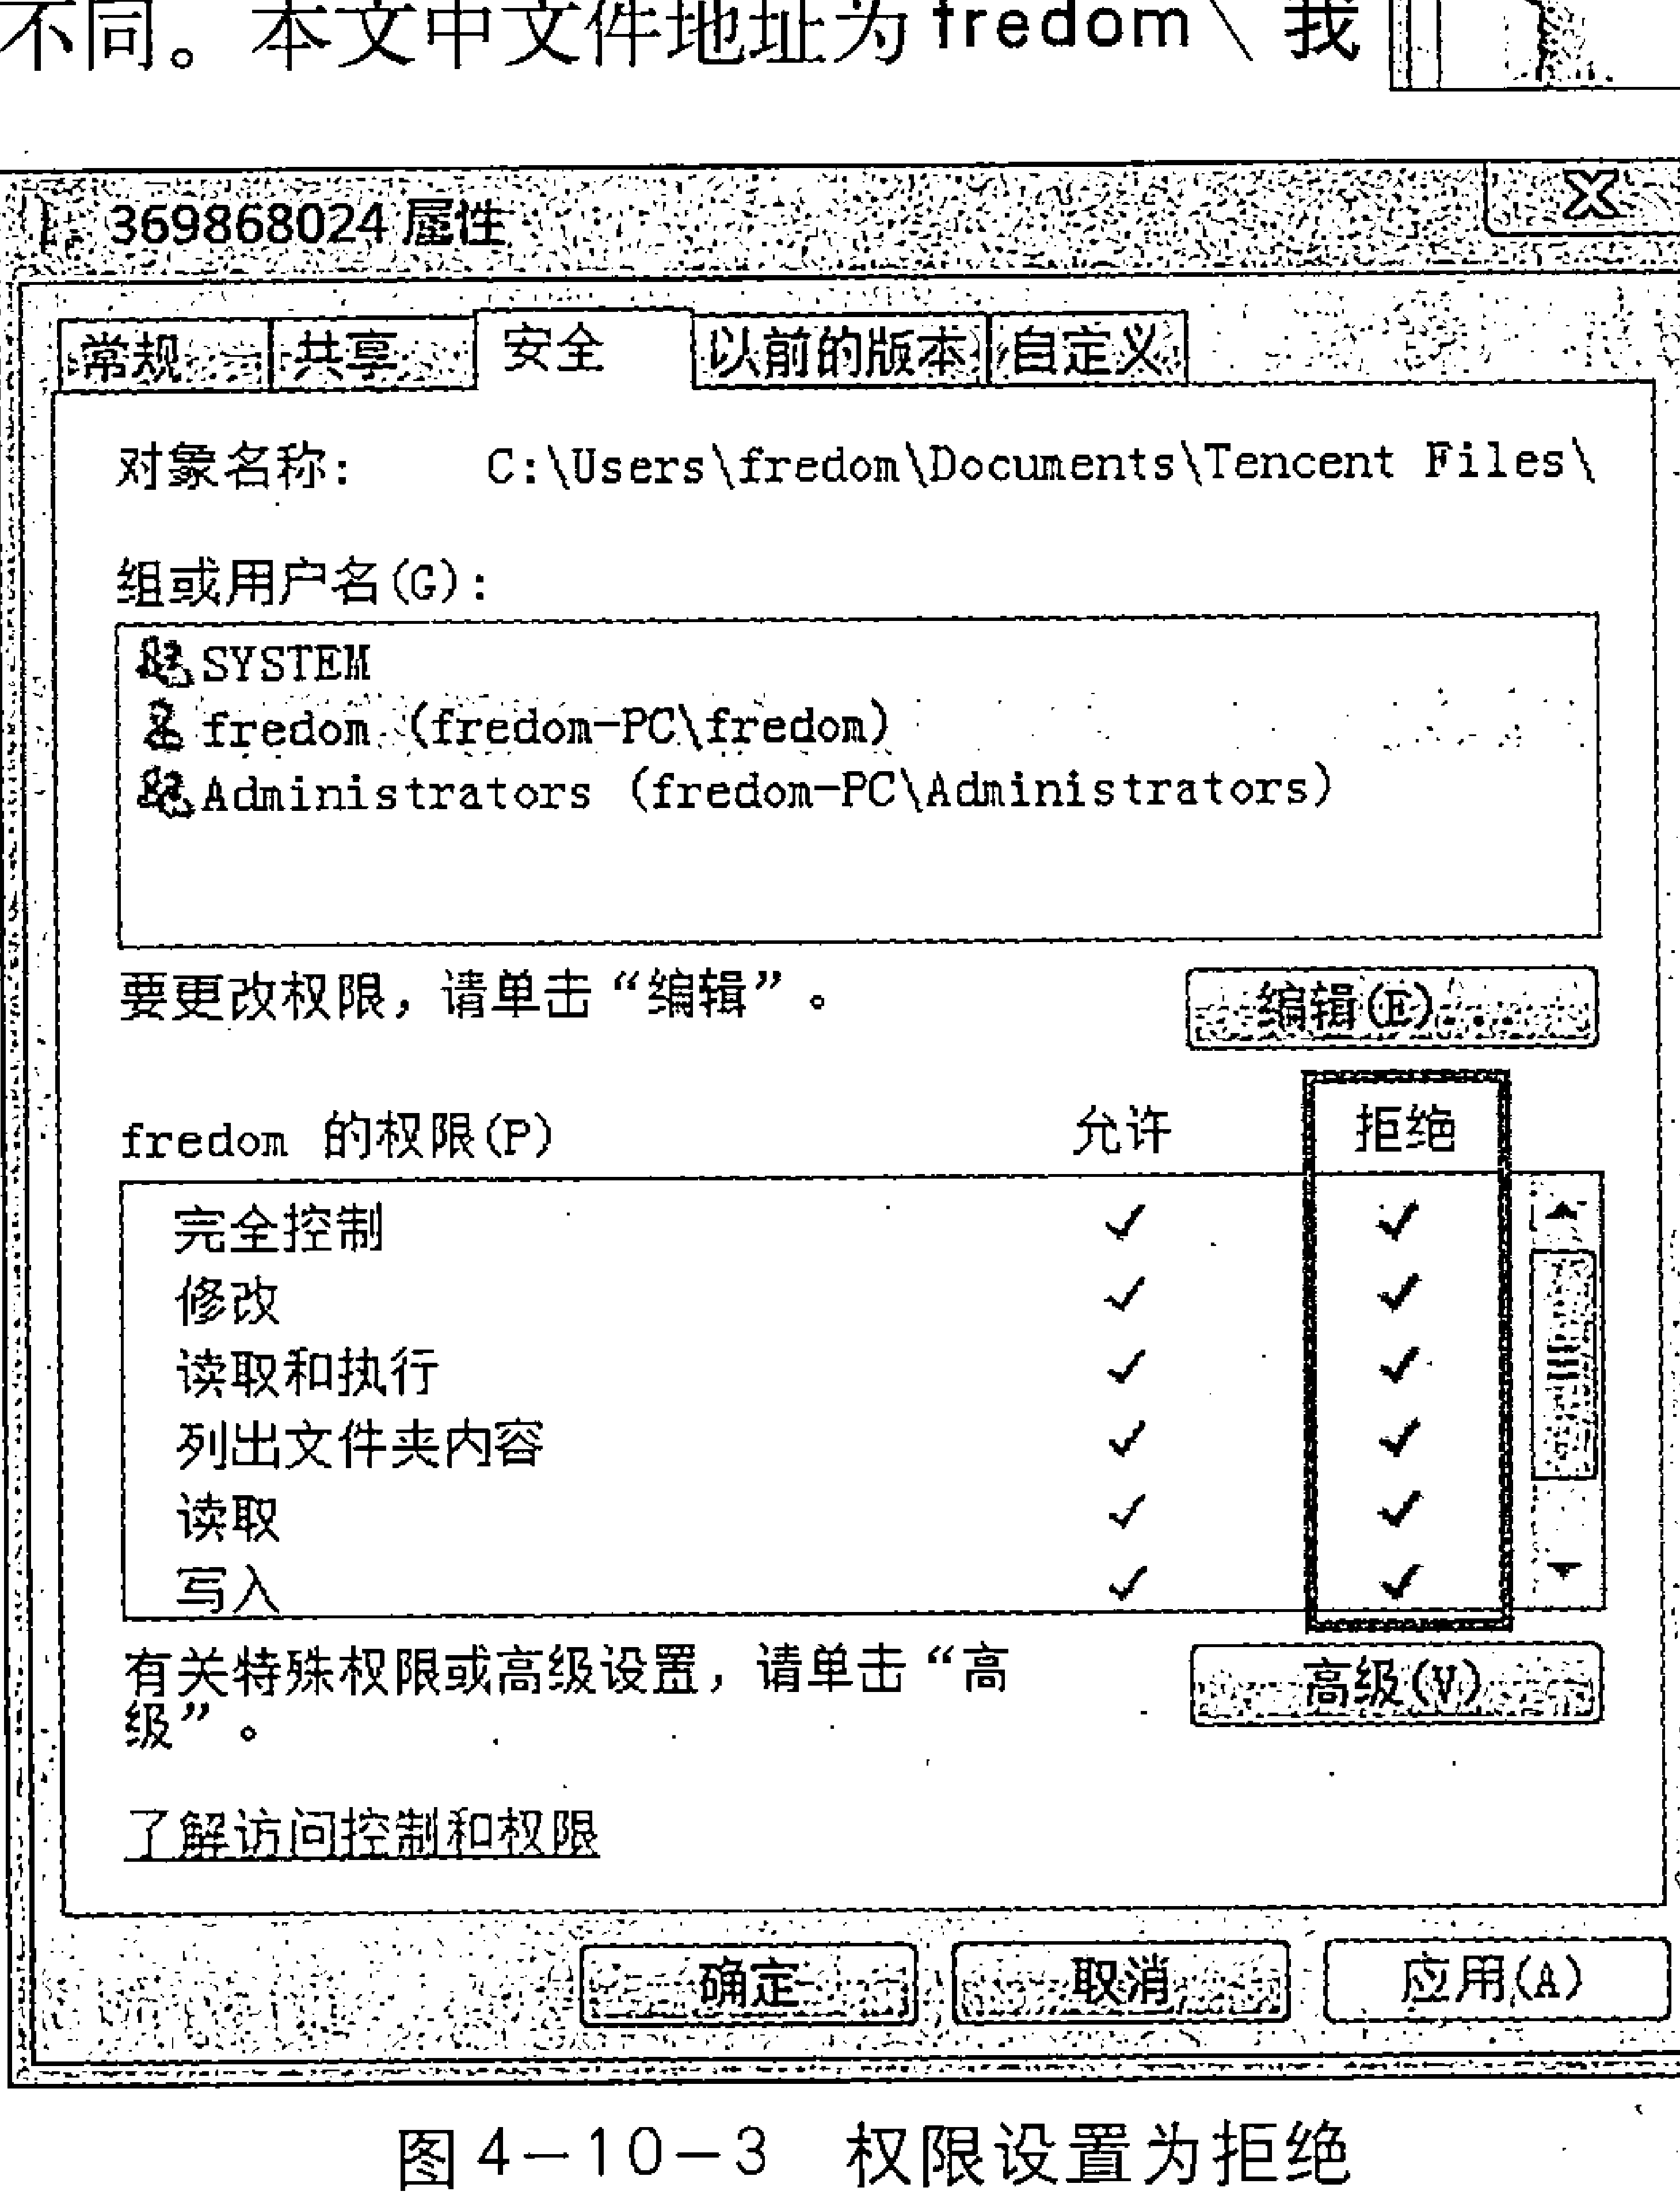 不同。本文中文件地址为fredom\ 我
369868024 属性
常规 共享 安全 以前的版本 自定义
对象名称: C:\Users\fredom\Documents\Tencent Files\
组或用户名(G):
SYSTEM
fredom (fredom-PC\fredom)
Administrators (fredom-PC\Administrators)
要更改权限，请单击“编辑”。 编辑(E)...
fredom 的权限(P) 允许 拒绝
完全控制 ✓ ✓
修改 ✓ ✓
读取和执行 ✓ ✓
列出文件夹内容 ✓ ✓
读取 ✓ ✓
写入 ✓ ✓
有关特殊权限或高级设置，请单击“高 高级(V)
级”。
了解访问控制和权限
确定 取消 应用(A)
图4-10-3 权限设置为拒绝